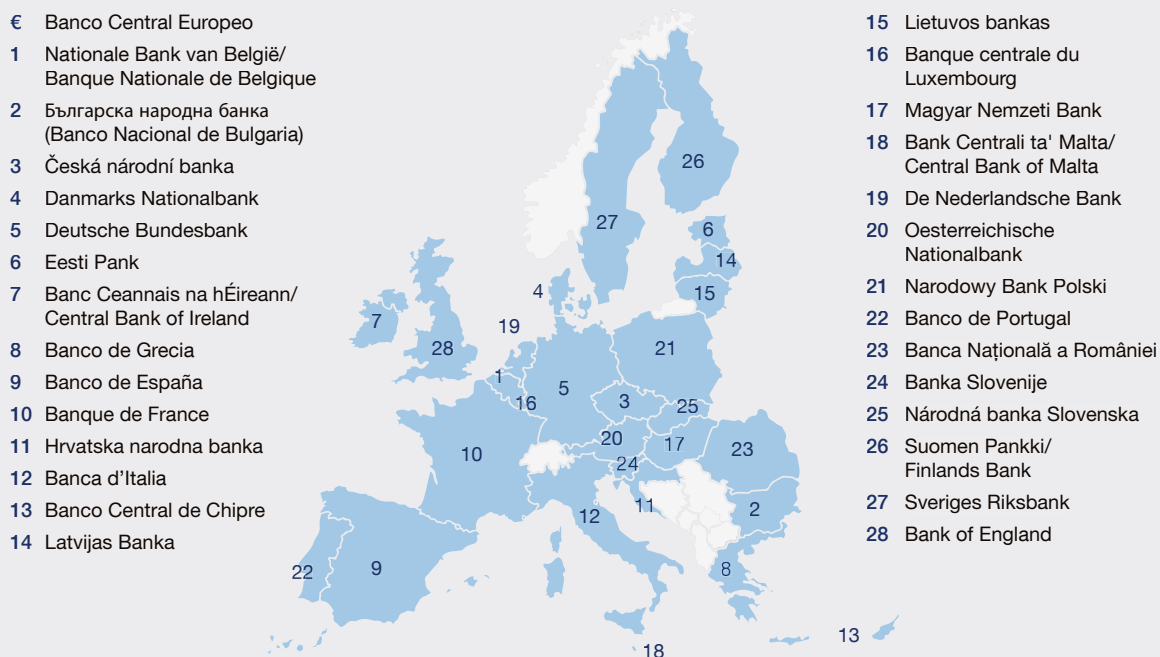 € Banco Central Europeo
1 Nationale Bank van België/
Banque Nationale de Belgique
2 Българска народна банка
(Banco Nacional de Bulgaria)
3 Česká národní banka
4 Danmarks Nationalbank
5 Deutsche Bundesbank
6 Eesti Pank
7 Banc Ceannais na hÉireann/
Central Bank of Ireland
8 Banco de Grecia
9 Banco de España
10 Banque de France
11 Hrvatska narodna banka
12 Banca d’Italia
13 Banco Central de Chipre
14 Latvijas Banka
15 Lietuvos bankas
16 Banque centrale du
Luxembourg
17 Magyar Nemzeti Bank
18 Bank Centrali ta' Malta/
Central Bank of Malta
19 De Nederlandsche Bank
20 Oesterreichische
Nationalbank
21 Narodowy Bank Polski
22 Banco de Portugal
23 Banca Națională a României
24 Banka Slovenije
25 Národná banka Slovenska
26 Suomen Pankki/
Finlands Bank
27 Sveriges Riksbank
28 Bank of England
26
27
6
14
15
4
19
7
28
21
1
5
16
3
25
10
20
17
23
24
11
12
2
22
9
8
13
18